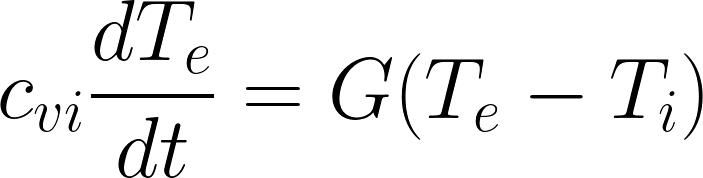 c_{vi} \frac{dT_e}{dt} = G(T_e - T_i)